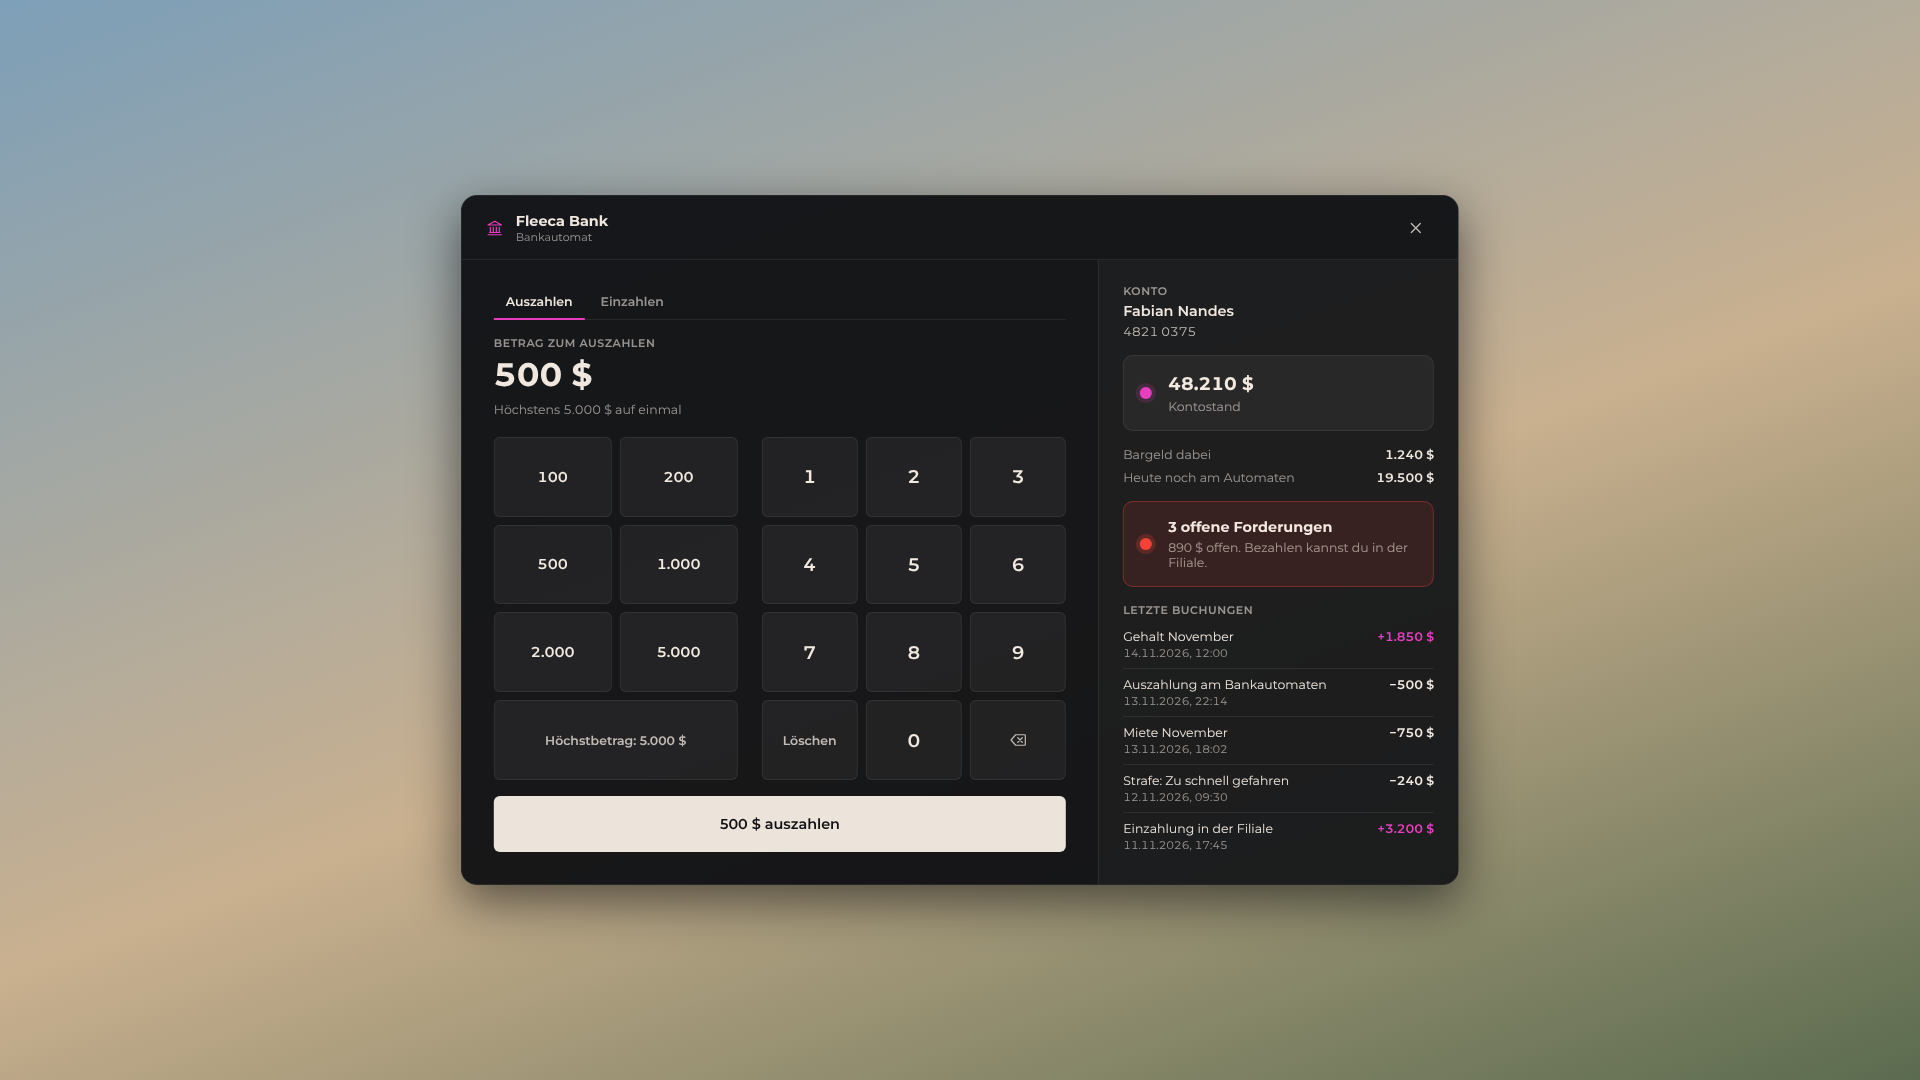 Fleeca Bank
Bankautomat
Auszahlen
Einzahlen
BETRAG ZUM AUSZAHLEN
500 $
Höchstens 5.000 $ auf einmal
100
200
1
2
3
500
1.000
4
5
6
2.000
5.000
7
8
9
Höchstbetrag: 5.000 $
Löschen
0
500 $ auszahlen
KONTO
Fabian Nandes
4821 0375
48.210 $
Kontostand
Bargeld dabei
1.240 $
Heute noch am Automaten
19.500 $
3 offene Forderungen
890 $ offen. Bezahlen kannst du in der
Filiale.
LETZTE BUCHUNGEN
Gehalt November
+1.850 $
14.11.2026, 12:00
Auszahlung am Bankautomaten
−500 $
13.11.2026, 22:14
Miete November
−750 $
13.11.2026, 18:02
Strafe: Zu schnell gefahren
−240 $
12.11.2026, 09:30
Einzahlung in der Filiale
+3.200 $
11.11.2026, 17:45